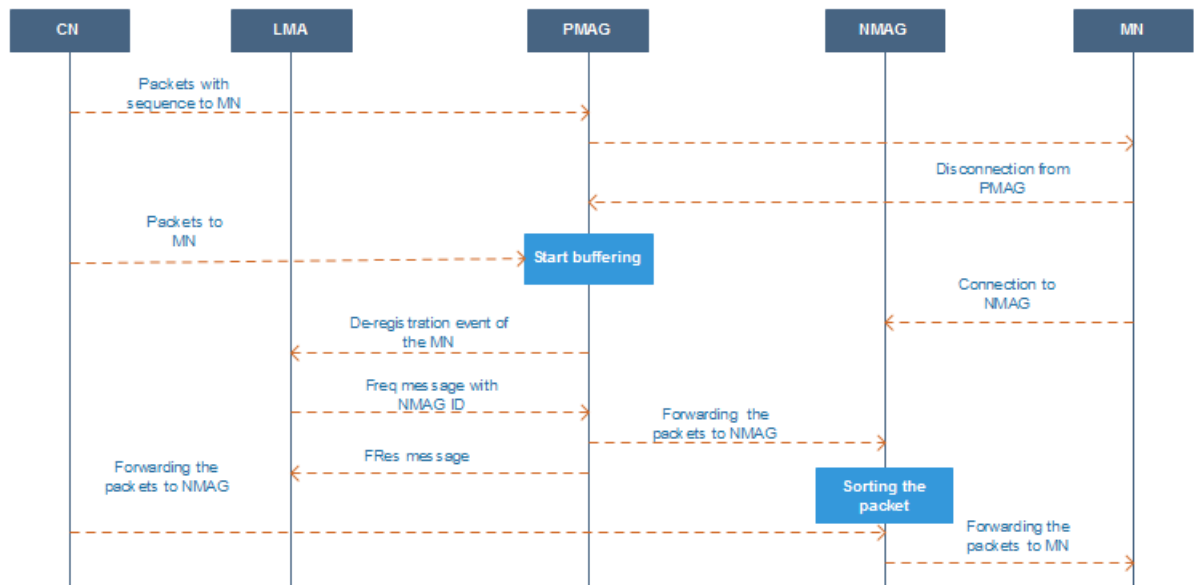 CN
LMA
PMAG
NMAG
MN
Packets with
sequence to MN
Disconnection from
PMAG
Packets to
MN
Start buffering
Connection to
NMAG
De-registration event of
the MN
Freq message with
NMAG ID
Forwarding the
packets to NMAG
FRes message
Forwarding the
packets to NMAG
Sorting the
packet
Forwarding the
packets to MN